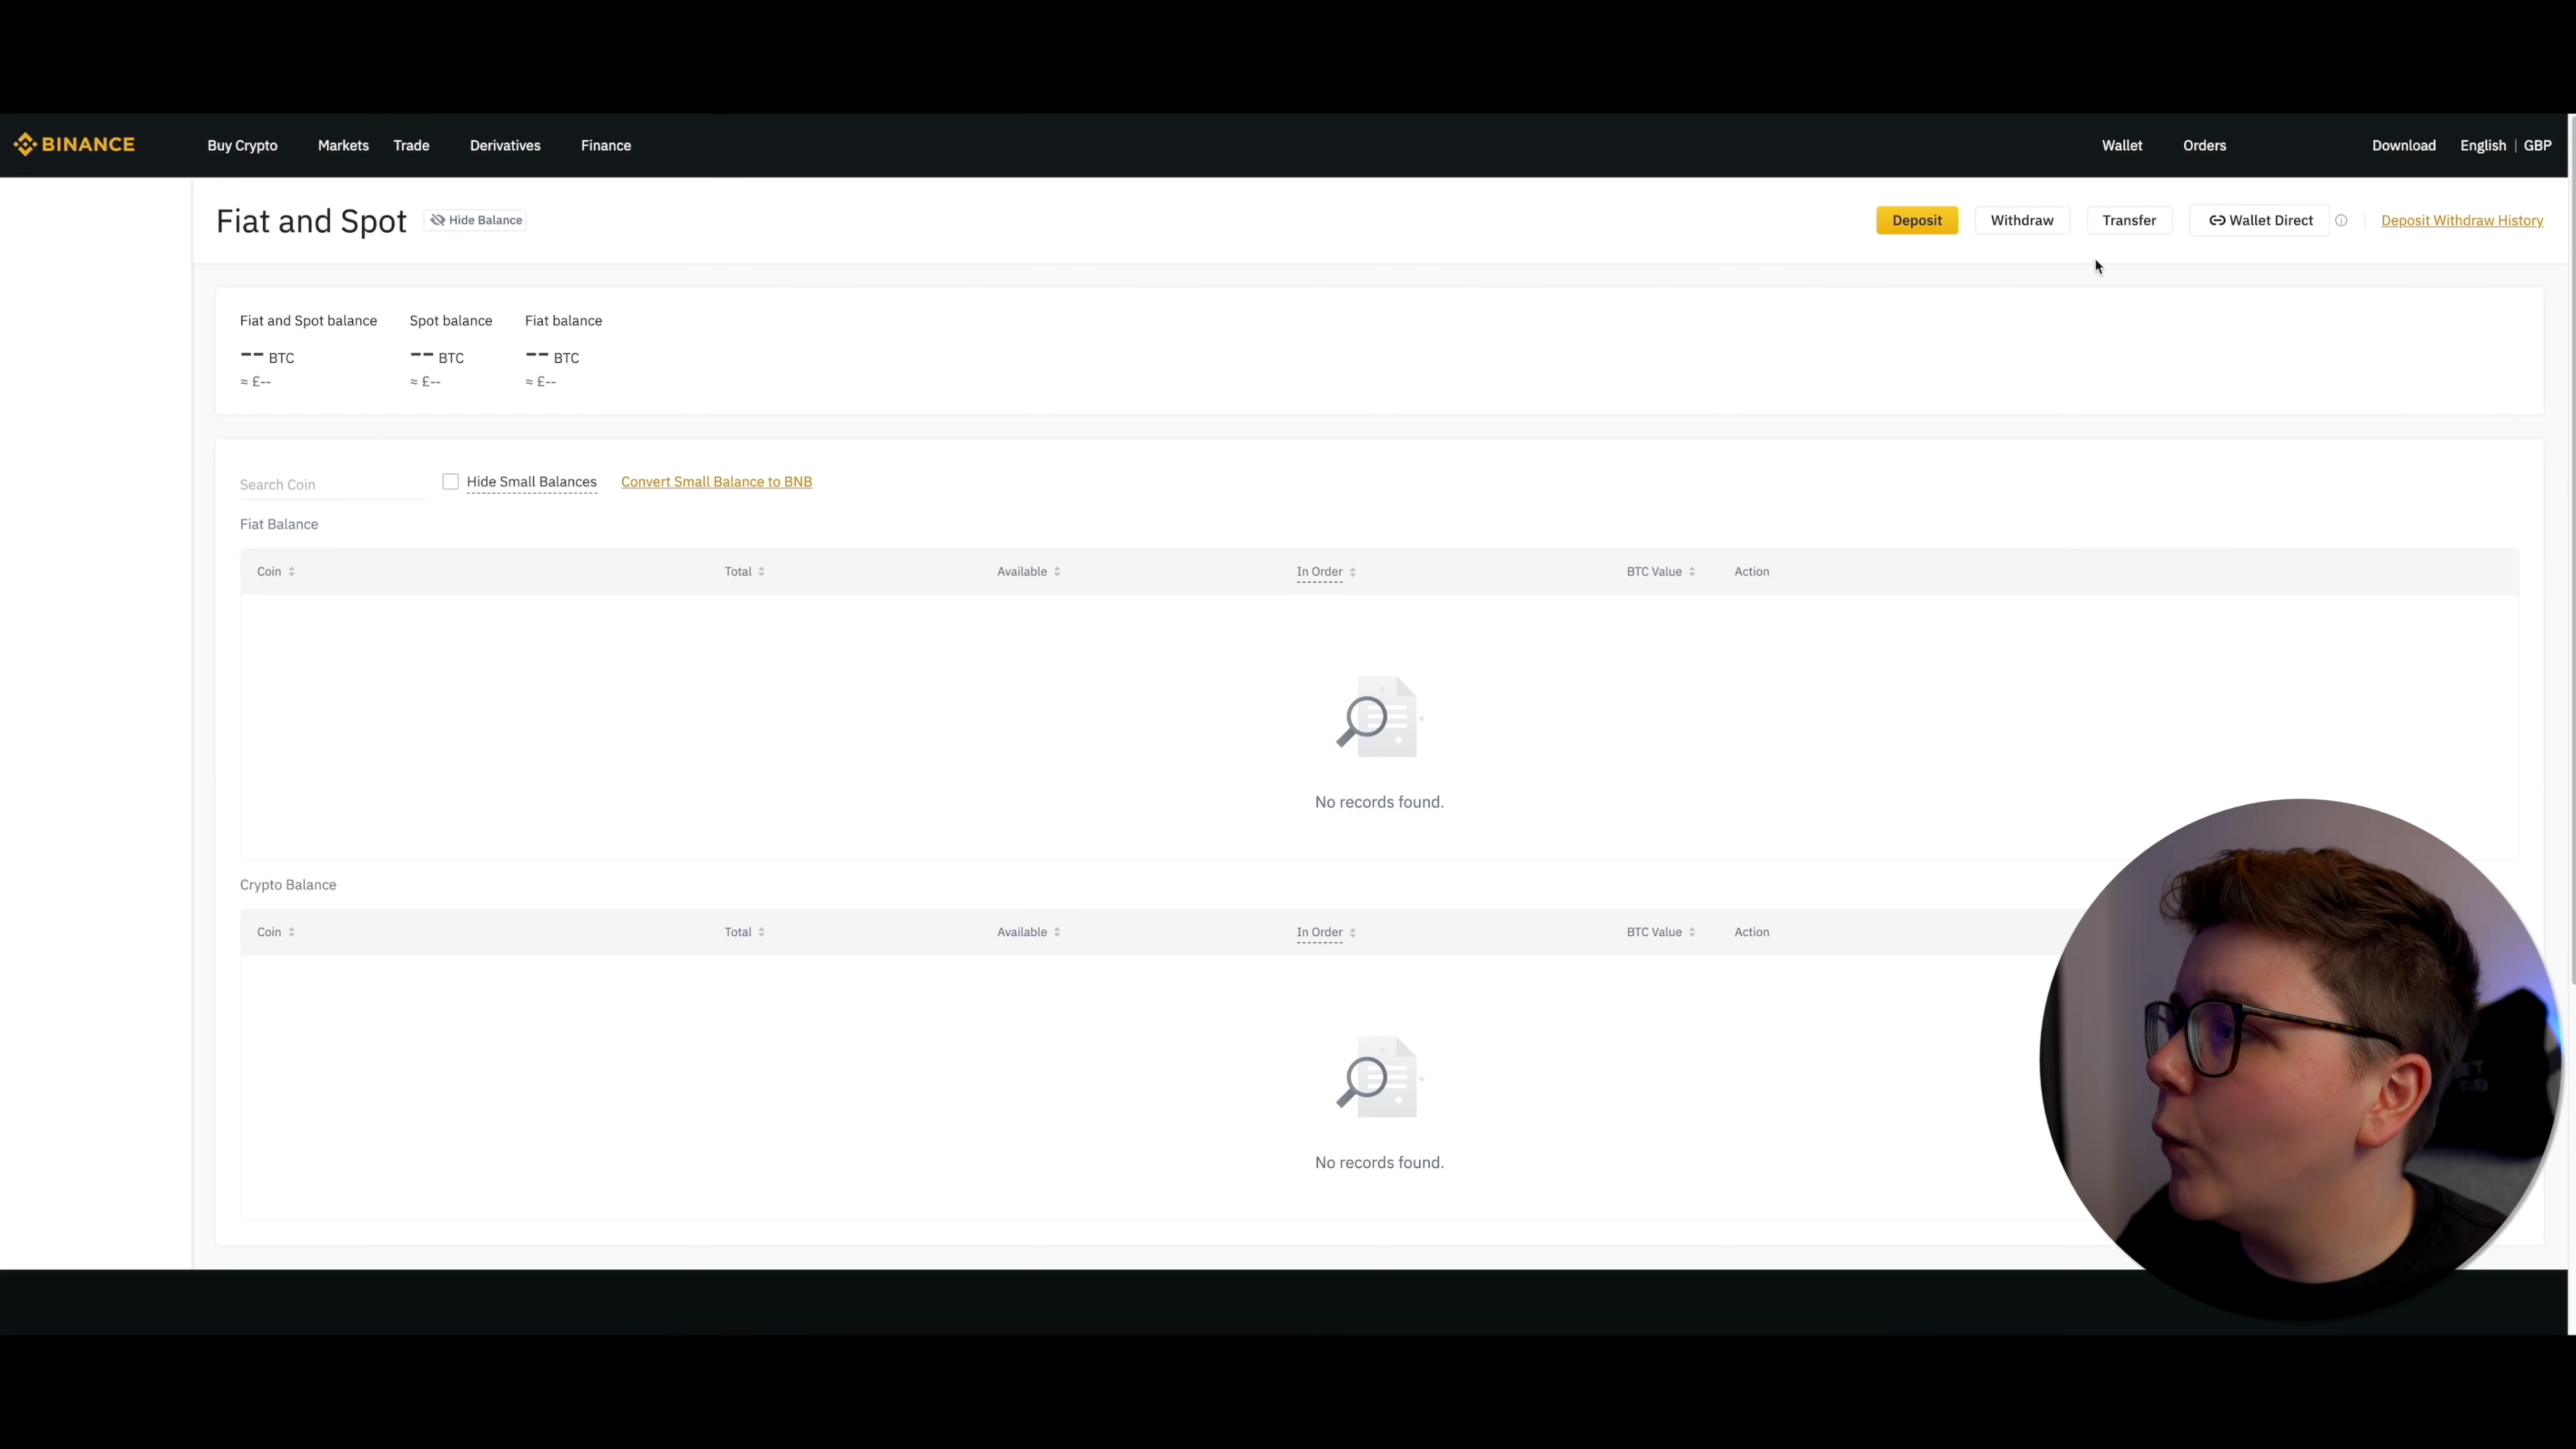 BINANCE Buy Crypto Markets Trade Derivatives Finance Wallet Orders Download English | GBP
Fiat and Spot Hide Balance Deposit Withdraw Transfer Wallet Direct Deposit Withdraw History
Fiat and Spot balance Spot balance Fiat balance
-- BTC -- BTC -- BTC
≈ £-- ≈ £-- ≈ £--
Search Coin Hide Small Balances Convert Small Balance to BNB
Fiat Balance
Coin Total Available In Order BTC Value Action
No records found.
Crypto Balance
Coin Total Available In Order BTC Value Action
No records found.